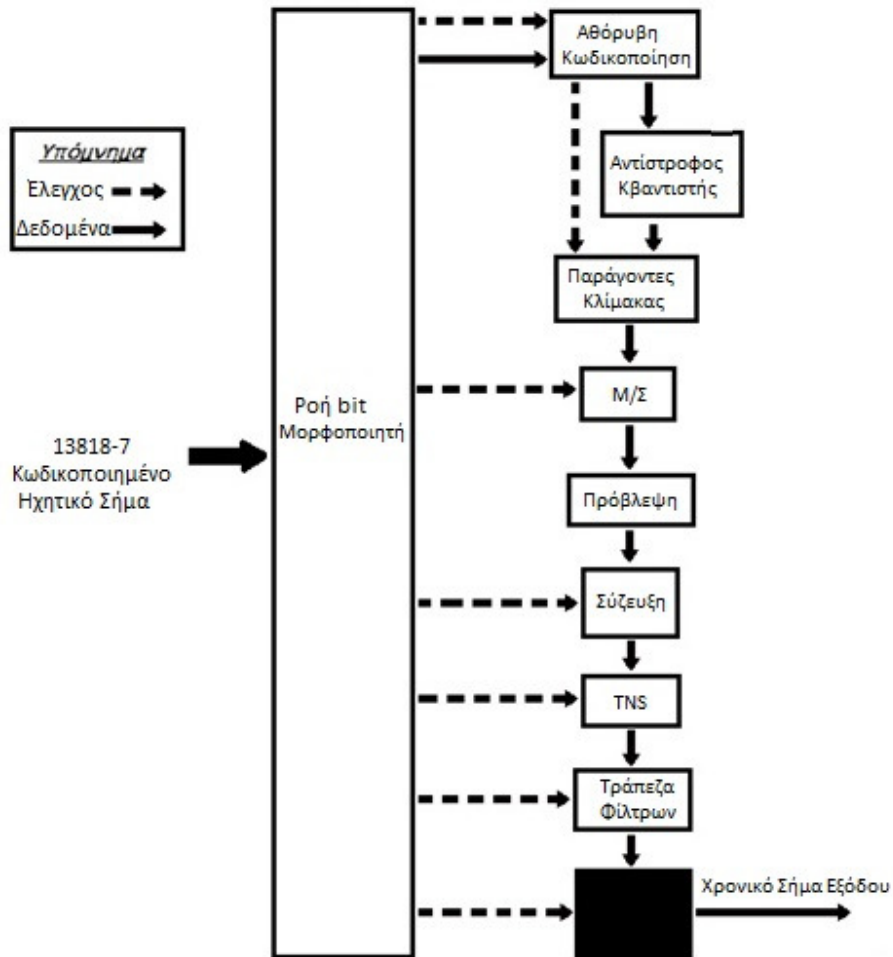 Αθόρυβη
Κωδικοποίηση
Υπόμνημα
Έλεγχος
Δεδομένα
Αντίστροφος
Κβαντιστής
Παράγοντες
Κλίμακας
Μ/Σ
Ροή bit
Μορφοποιητή
13818-7
Κωδικοποιημένο
Ηχητικό Σήμα
Πρόβλεψη
Σύζευξη
TNS
Τράπεζα
Φίλτρων
Χρονικό Σήμα Εξόδου